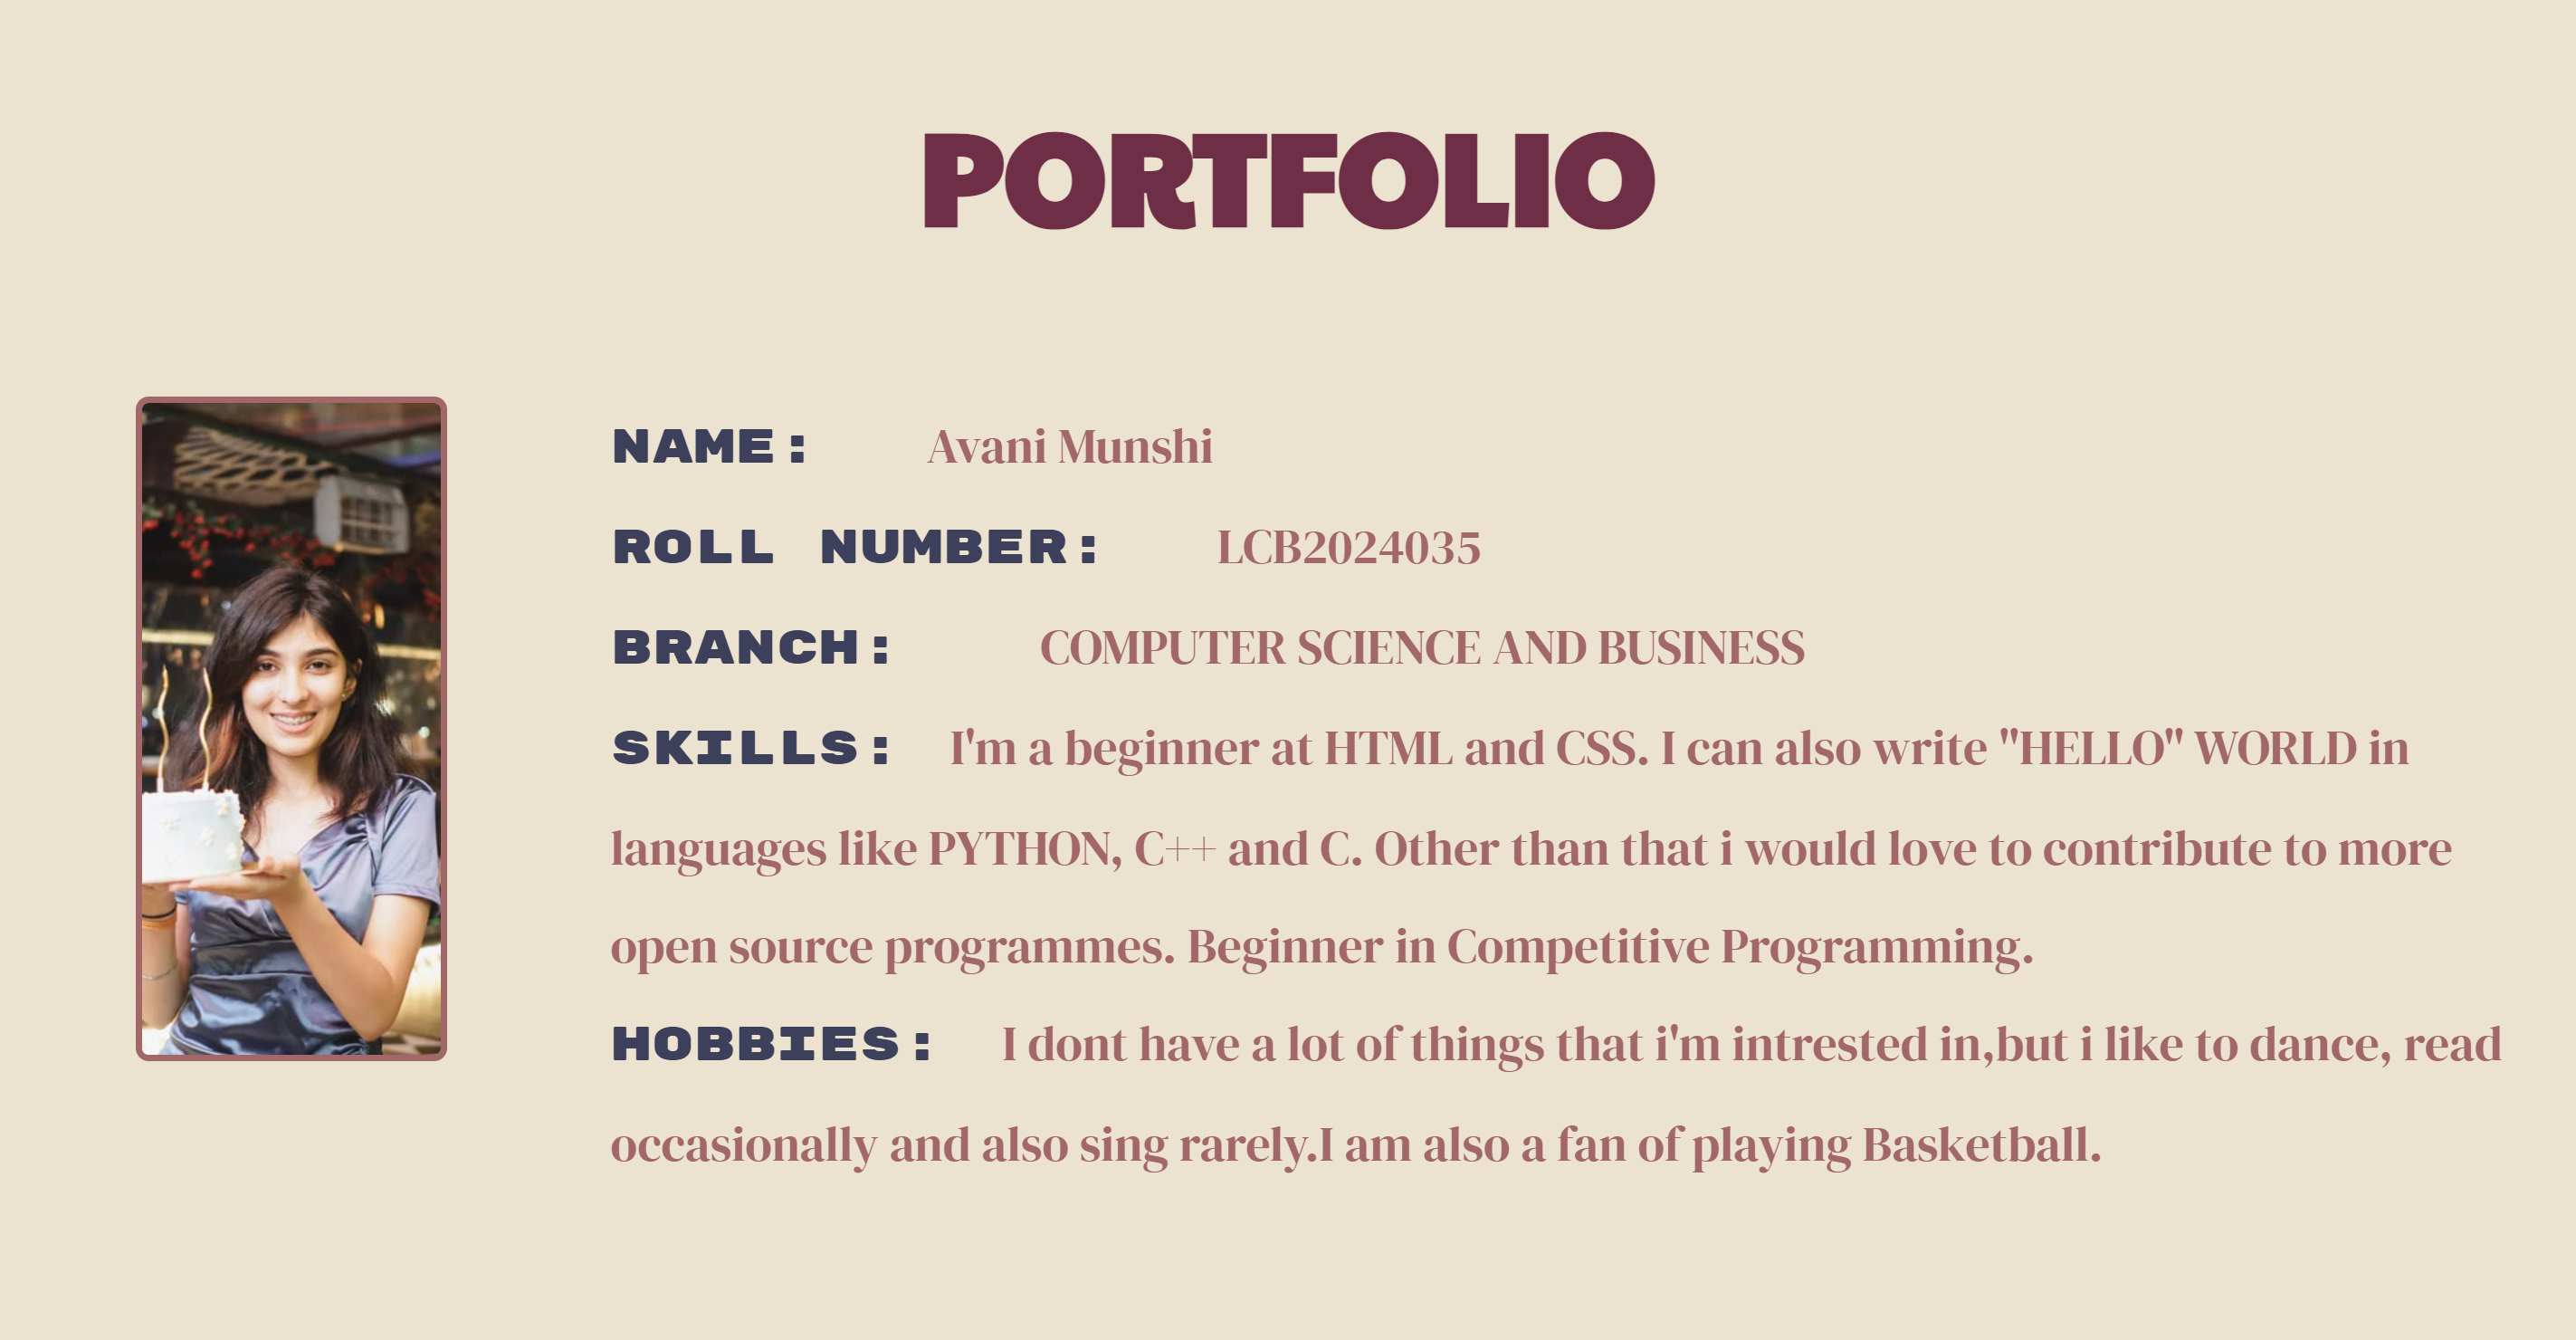 PORTFOLIO
NAME: Avani Munshi
ROLL NUMBER: LCB2024035
BRANCH: COMPUTER SCIENCE AND BUSINESS
SKILLS: I'm a beginner at HTML and CSS. I can also write "HELLO" WORLD in
languages like PYTHON, C++ and C. Other than that i would love to contribute to more
open source programmes. Beginner in Competitive Programming.
HOBBIES: I dont have a lot of things that i'm intrested in,but i like to dance, read
occasionally and also sing rarely.I am also a fan of playing Basketball.